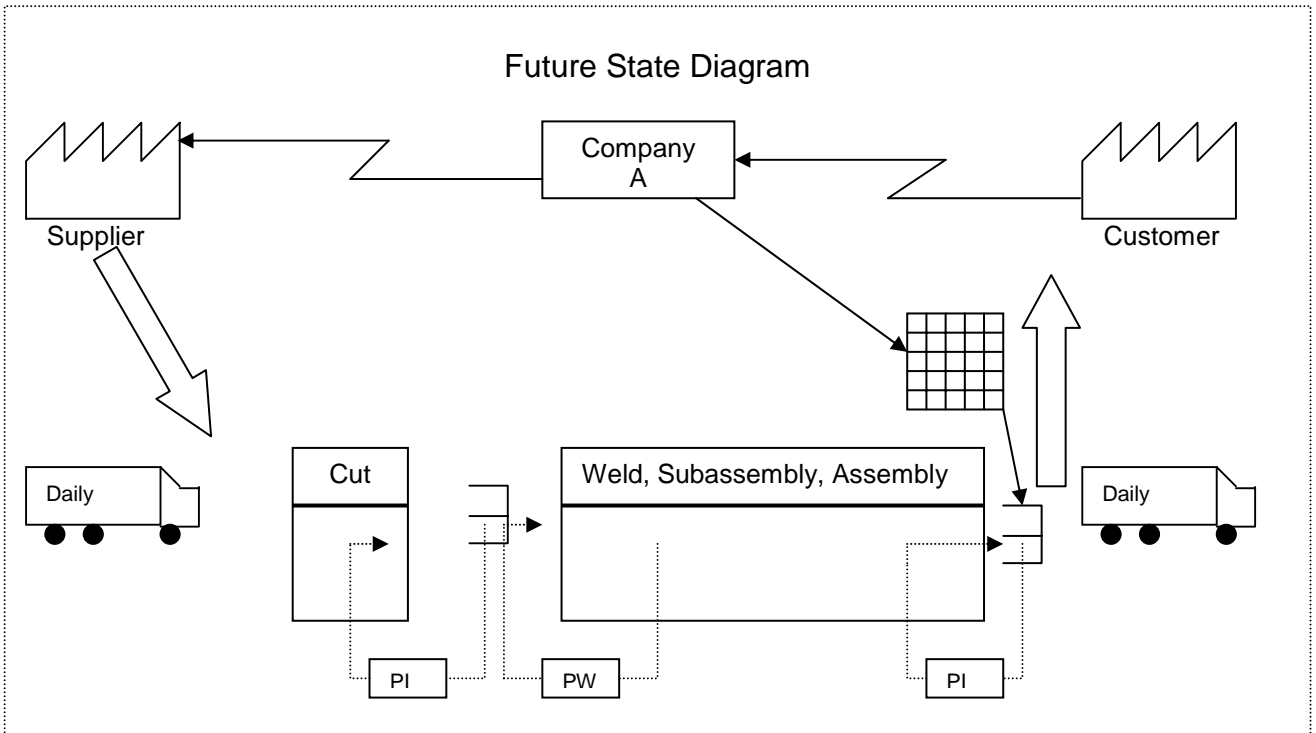 Future State Diagram
Company
A
Supplier
Customer
Cut
Weld, Subassembly, Assembly
Daily
Daily
PI
PW
PI